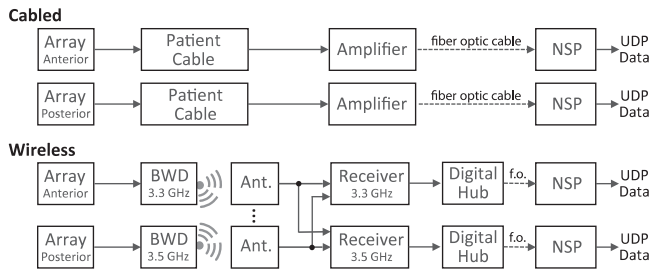 Cabled
Array
Anterior
Patient
Cable
Amplifier
fiber optic cable
NSP
UDP
Data
Array
Posterior
Patient
Cable
Amplifier
fiber optic cable
NSP
UDP
Data
Wireless
Array
Anterior
BWD
3.3 GHz
Ant.
Receiver
3.3 GHz
Digital
Hub
f.o.
NSP
UDP
Data
Array
Posterior
BWD
3.5 GHz
Ant.
Receiver
3.5 GHz
Digital
Hub
f.o.
NSP
UDP
Data